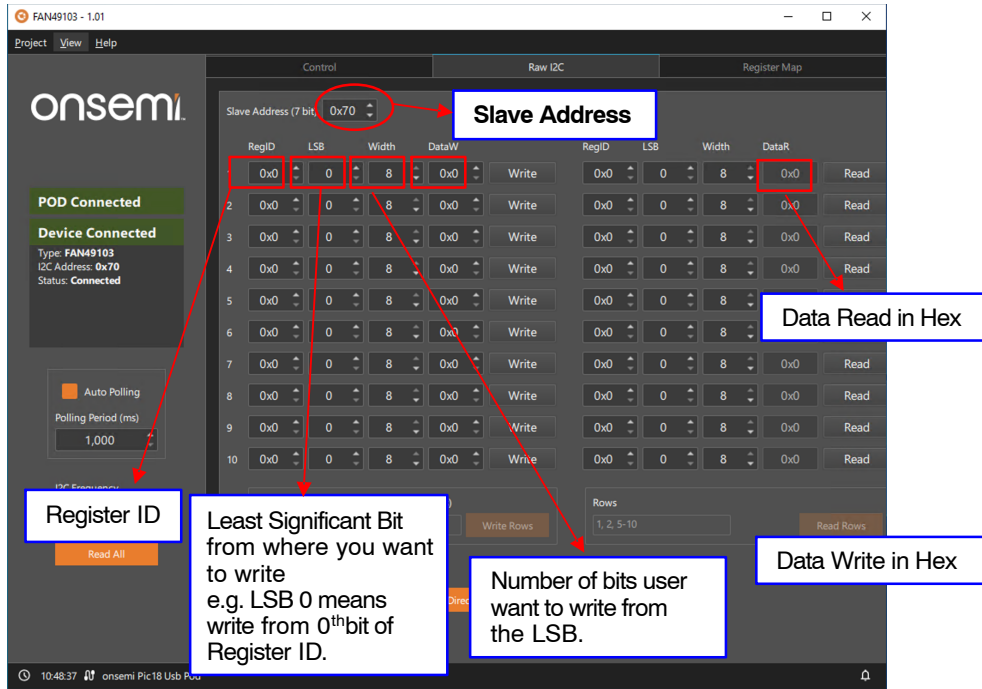 FAN49103 - 1.01
Project View Help
Control Raw I2C Register Map
onsemi
Slave Address (7 bit) 0x70
Slave Address
RegID LSB Width DataW RegID LSB Width DataR
1 0x0 0 8 0x0 Write 0x0 0 8 0x0 Read
2 0x0 0 8 0x0 Write 0x0 0 8 0x0 Read
3 0x0 0 8 0x0 Write 0x0 0 8 0x0 Read
4 0x0 0 8 0x0 Write 0x0 0 8 0x0 Read
5 0x0 0 8 0x0 Write 0x0 0 8
6 0x0 0 8 0x0 Write 0x0 0 8
7 0x0 0 8 0x0 Write 0x0 0 8 0x0 Read
8 0x0 0 8 0x0 Write 0x0 0 8 0x0 Read
9 0x0 0 8 0x0 Write 0x0 0 8 0x0 Read
10 0x0 0 8 0x0 Write 0x0 0 8 0x0 Read
POD Connected
Device Connected
Type: FAN49103
I2C Address: 0x70
Status: Connected
Data Read in Hex
Auto Polling
Polling Period (ms)
1,000
I2C Frequency
Register ID
Read All
Least Significant Bit
from where you want
to write
e.g. LSB 0 means
write from 0thbit of
Register ID.
Write Rows
Rows
1, 2, 5-10
Read Rows
Number of bits user
want to write from
the LSB.
Data Write in Hex
10:48:37 onsemi Pic18 Usb Pod